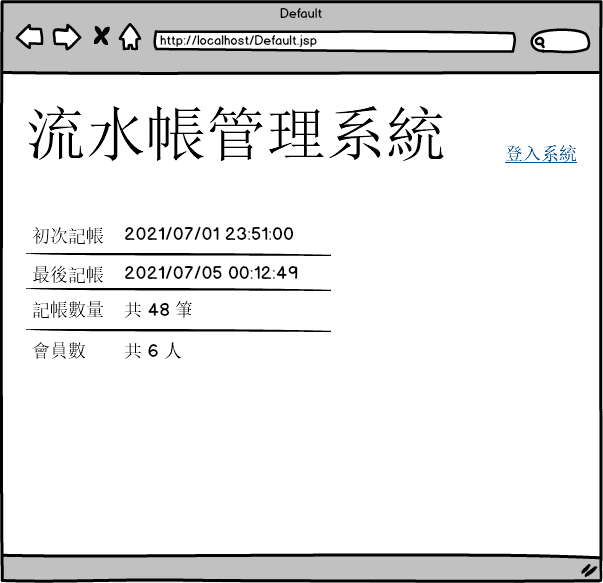 Default
http://localhost/Default.jsp
流水帳管理系統
登入系統
初次記帳 2021/07/01 23:51:00
最後記帳 2021/07/05 00:12:49
記帳數量 共 48 筆
會員數 共 6 人